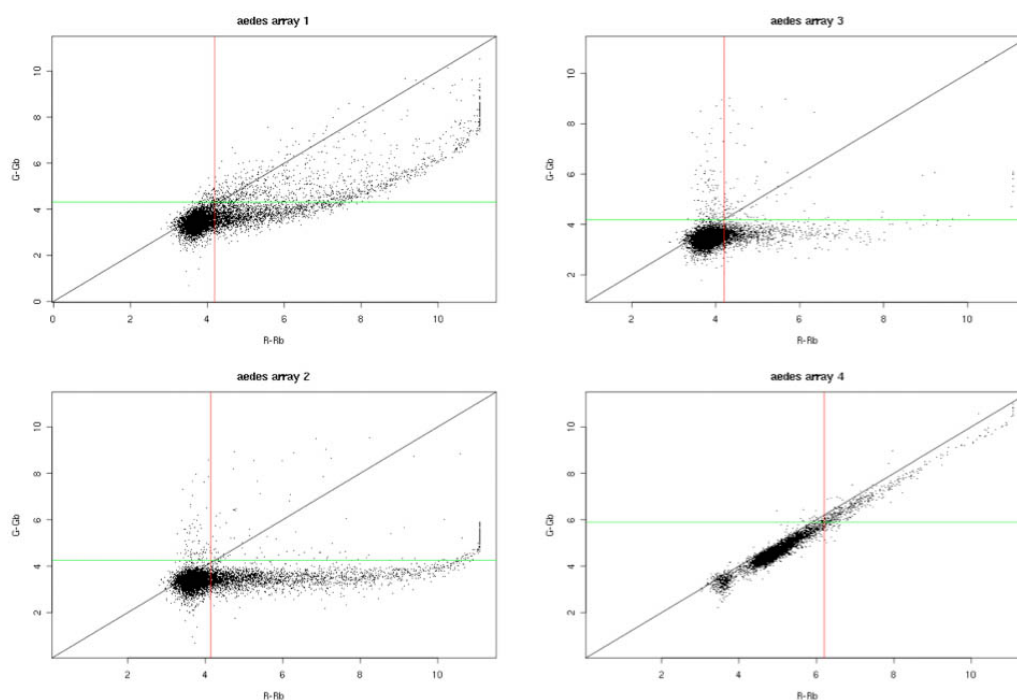 aedes array 1
G-Gb
0 2 4 6 8 10
0 2 4 6 8 10
R-Rb
aedes array 3
G-Gb
2 4 6 8 10
2 4 6 8 10
R-Rb
aedes array 2
G-Gb
2 4 6 8 10
2 4 6 8 10
R-Rb
aedes array 4
G-Gb
2 4 6 8 10
2 4 6 8 10
R-Rb